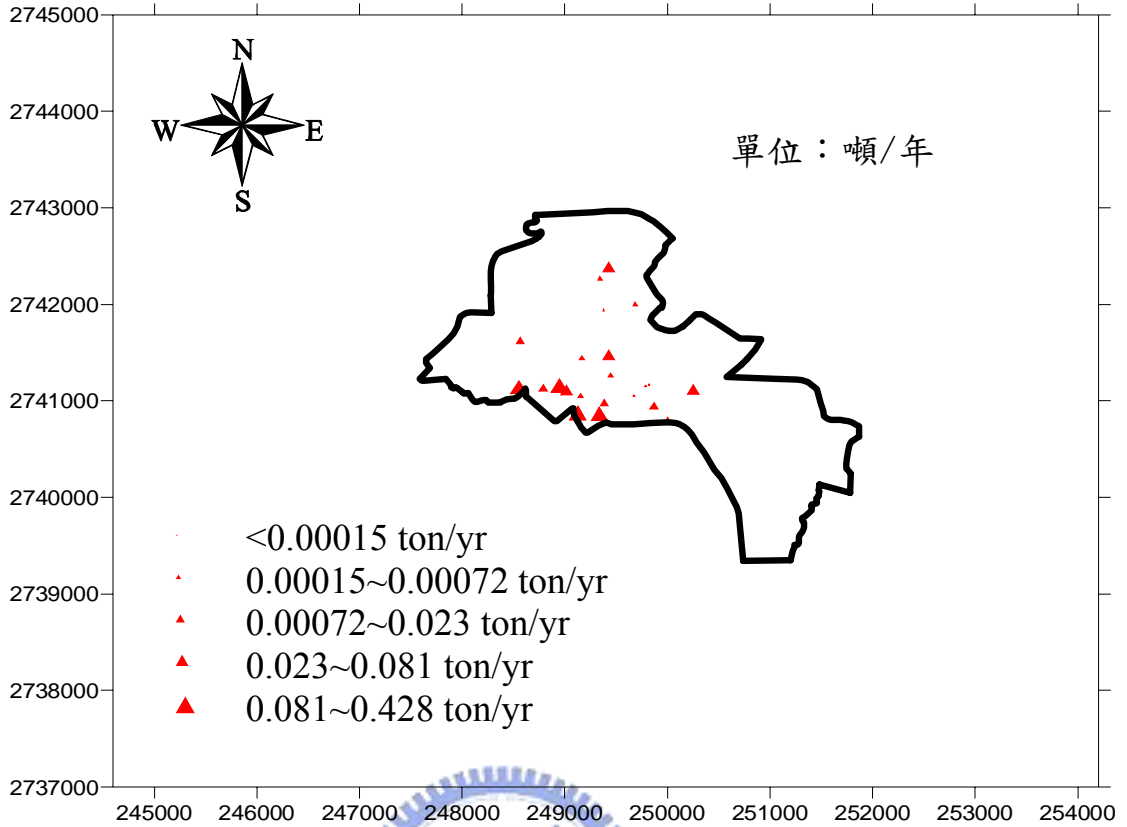 2745000
2744000
2743000
2742000
2741000
2740000
2739000
2738000
2737000
N
W E
S
單位：噸/年
<0.00015 ton/yr
0.00015~0.00072 ton/yr
0.00072~0.023 ton/yr
0.023~0.081 ton/yr
0.081~0.428 ton/yr
245000 246000 247000 248000 249000 250000 251000 252000 253000 254000